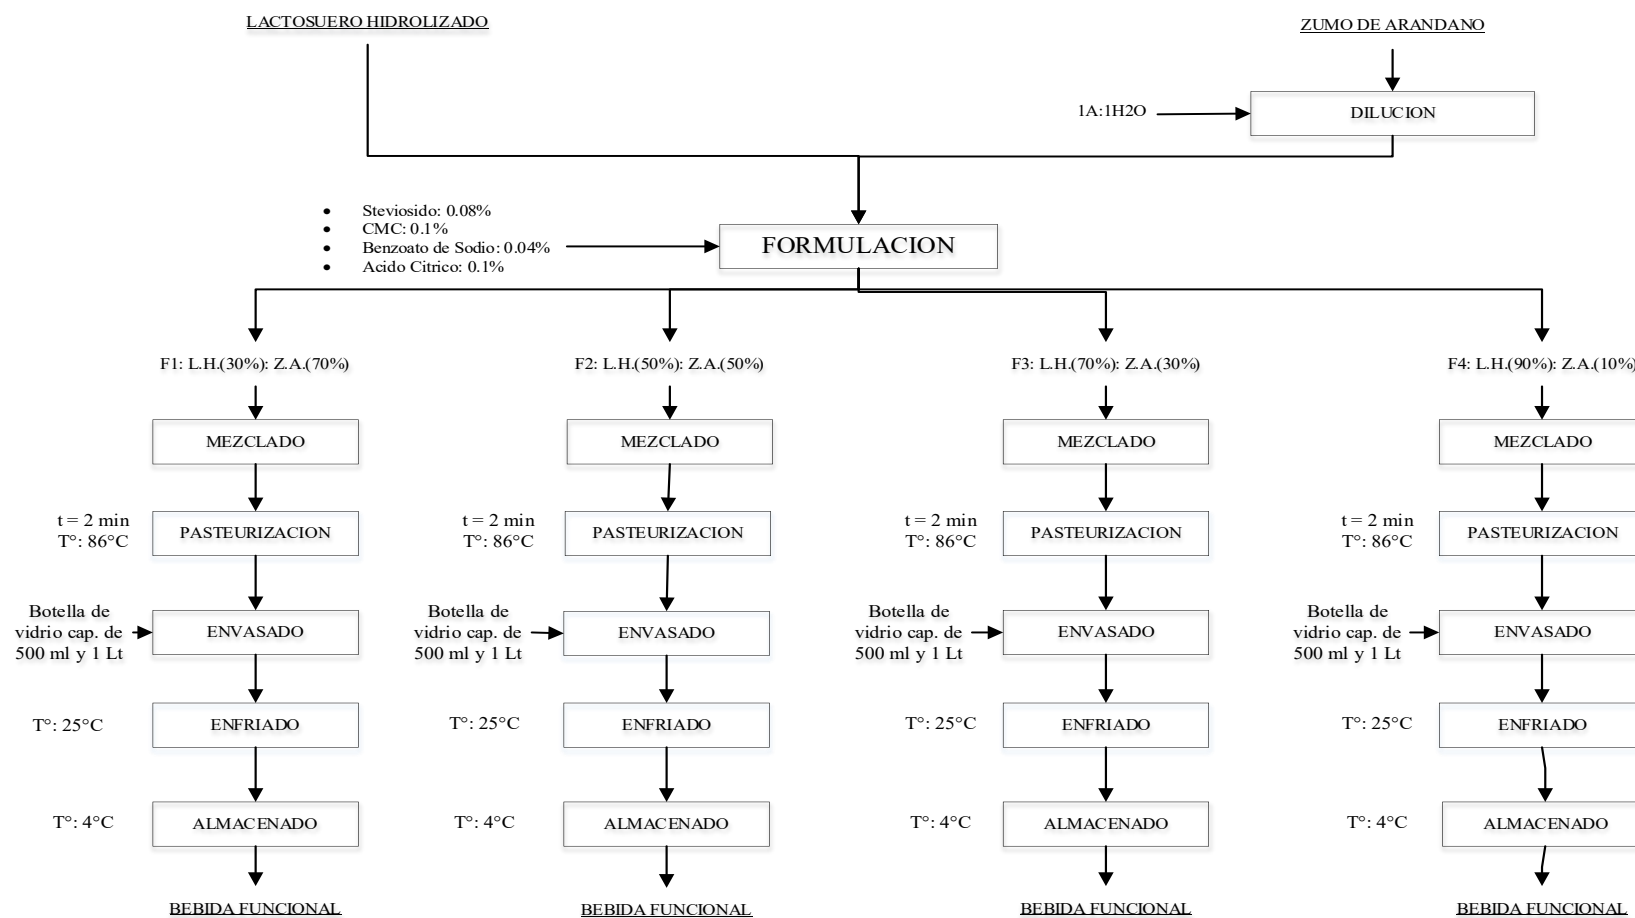 LACTOSUERO HIDROLIZADO
ZUMO DE ARANDANO
1A:1H2O
DILUCION
• Steviosido: 0.08%
• CMC: 0.1%
• Benzoato de Sodio: 0.04%
• Acido Citrico: 0.1%
FORMULACION
F1: L.H.(30%): Z.A.(70%)
F2: L.H.(50%): Z.A.(50%)
F3: L.H.(70%): Z.A.(30%)
F4: L.H.(90%): Z.A.(10%)
MEZCLADO
MEZCLADO
MEZCLADO
MEZCLADO
t = 2 min
T°: 86°C
PASTEURIZACION
t = 2 min
T°: 86°C
PASTEURIZACION
t = 2 min
T°: 86°C
PASTEURIZACION
t = 2 min
T°: 86°C
PASTEURIZACION
Botella de
vidrio cap. de
500 ml y 1 Lt
ENVASADO
Botella de
vidrio cap. de
500 ml y 1 Lt
ENVASADO
Botella de
vidrio cap. de
500 ml y 1 Lt
ENVASADO
Botella de
vidrio cap. de
500 ml y 1 Lt
ENVASADO
T°: 25°C
ENFRIADO
T°: 25°C
ENFRIADO
T°: 25°C
ENFRIADO
T°: 25°C
ENFRIADO
T°: 4°C
ALMACENADO
T°: 4°C
ALMACENADO
T°: 4°C
ALMACENADO
T°: 4°C
ALMACENADO
BEBIDA FUNCIONAL
BEBIDA FUNCIONAL
BEBIDA FUNCIONAL
BEBIDA FUNCIONAL